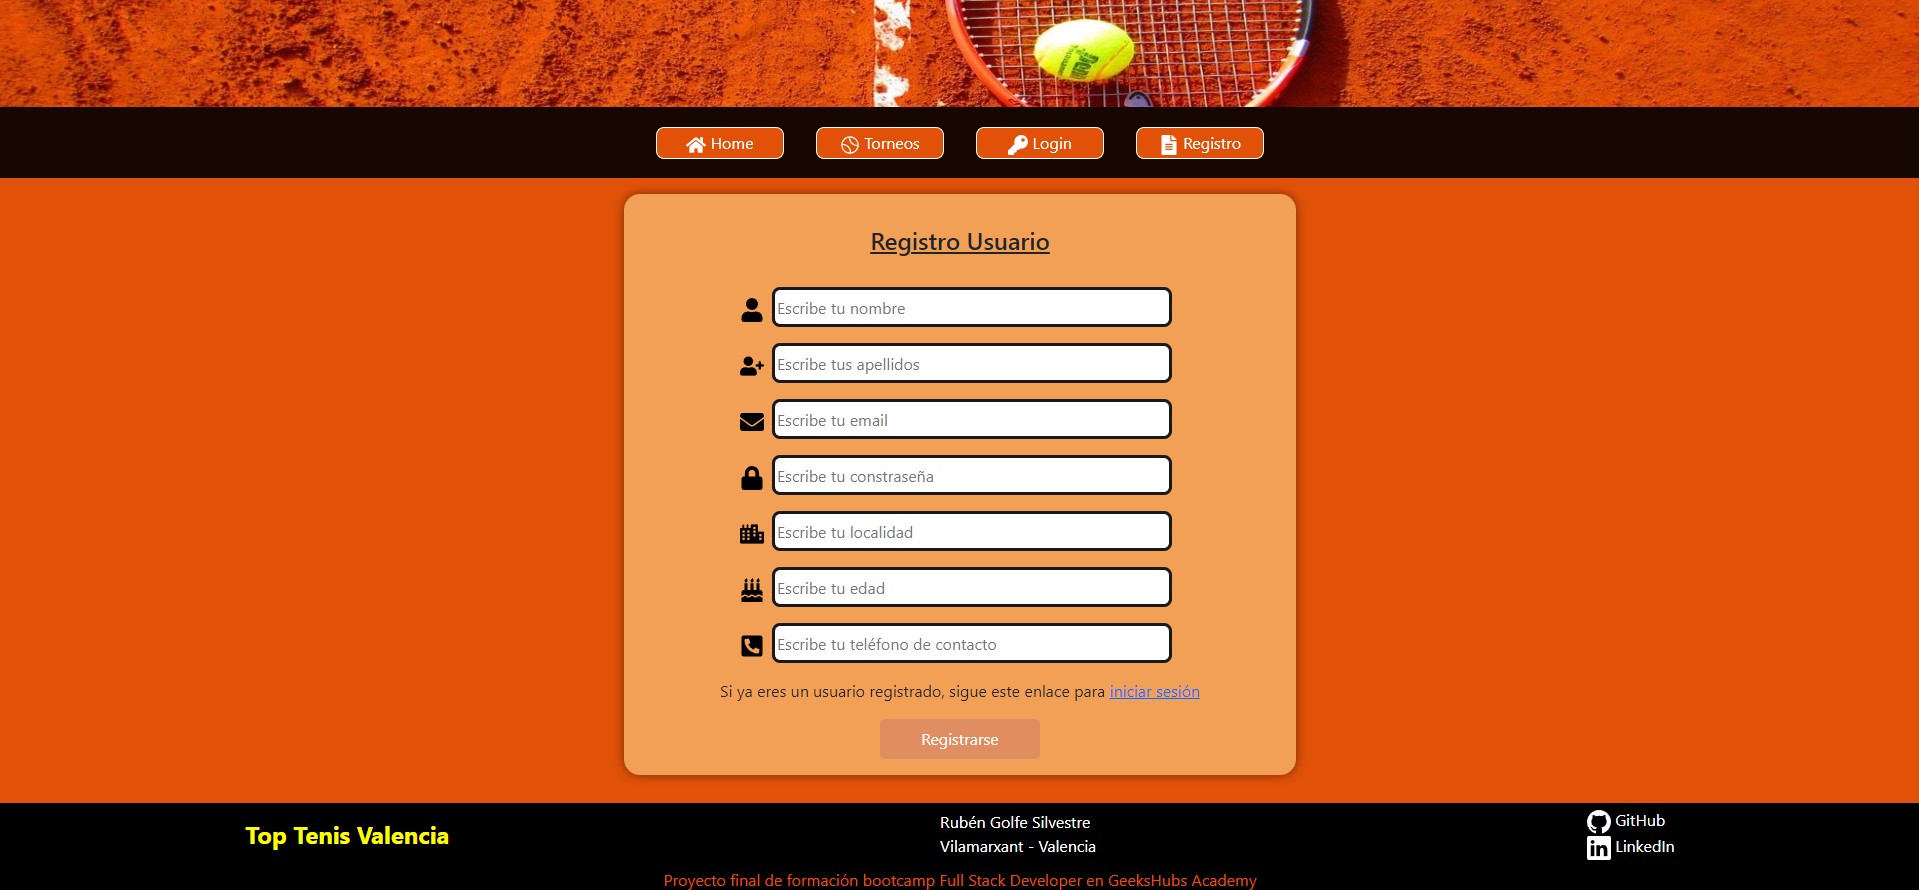 Penn
Home
Torneos
Login
Registro
Registro Usuario
Escribe tu nombre
Escribe tus apellidos
Escribe tu email
Escribe tu constraseña
Escribe tu localidad
Escribe tu edad
Escribe tu teléfono de contacto
Si ya eres un usuario registrado, sigue este enlace para iniciar sesión
Registrarse
Top Tenis Valencia
Rubén Golfe Silvestre
Vilamarxant - Valencia
GitHub
LinkedIn
Proyecto final de formación bootcamp Full Stack Developer en GeeksHubs Academy